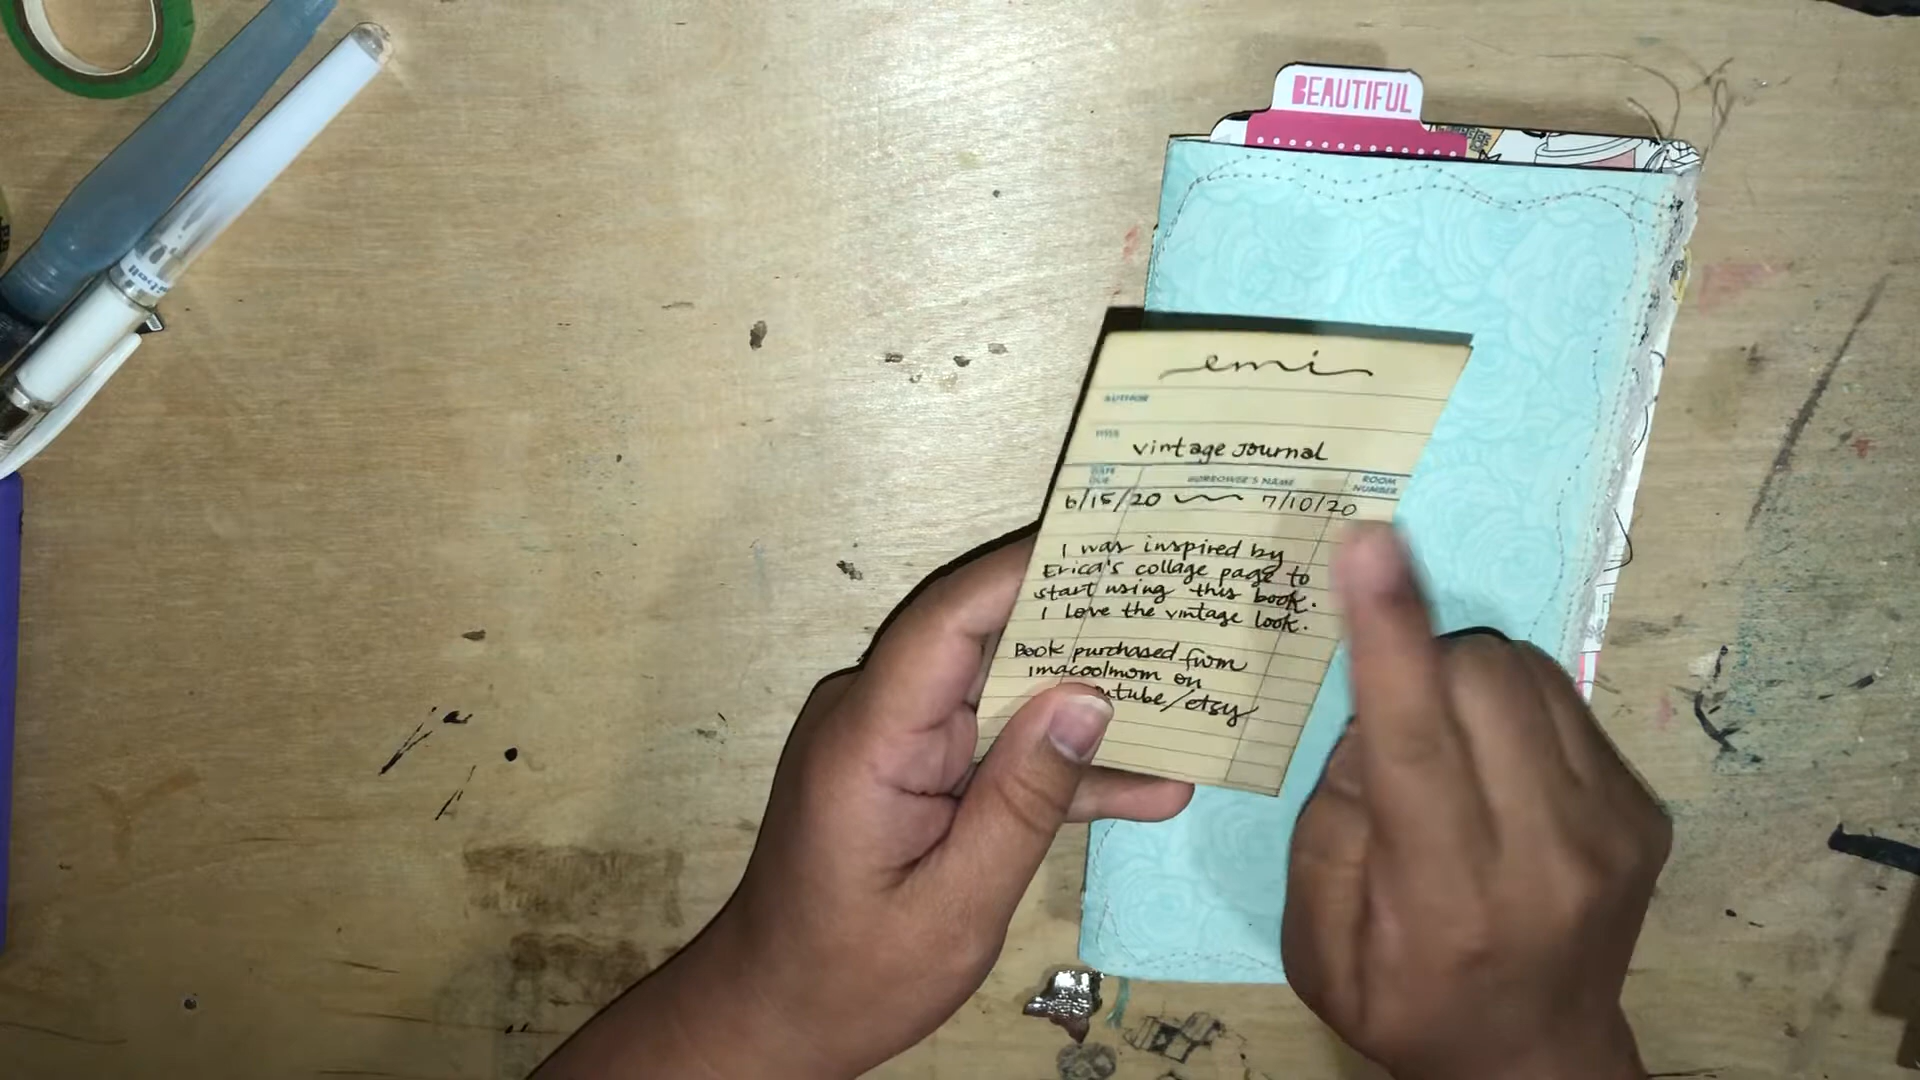 BEAUTIFUL
emi
AUTHOR
TITLE
vintage Journal
DATE DUE
BORROWER'S NAME
ROOM NUMBER
6/15/20 7/10/20
I was inspired by
Erica's collage page to
start using this book.
I love the vintage look.
Book purchased from
imacoolmom on
/etsy